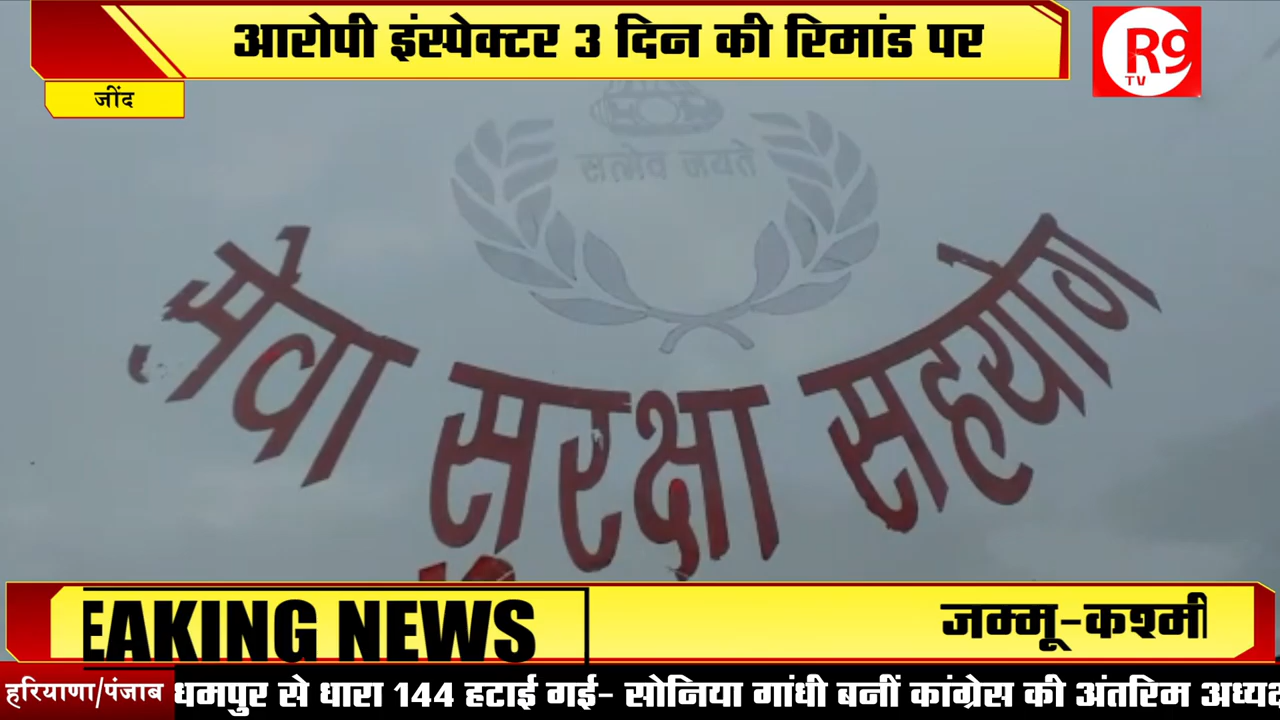 आरोपी इंस्पेक्टर 3 दिन की रिमांड पर
R9
TV
जींद
सत्मेव जयते
सेवा सुरक्षा सहयोग
EAKING NEWS
जम्मू-कश्मी
हरियाणा/पंजाब
धमपुर से धारा 144 हटाई गई- सोनिया गांधी बनीं कांग्रेस की अंतरिम अध्यक्ष